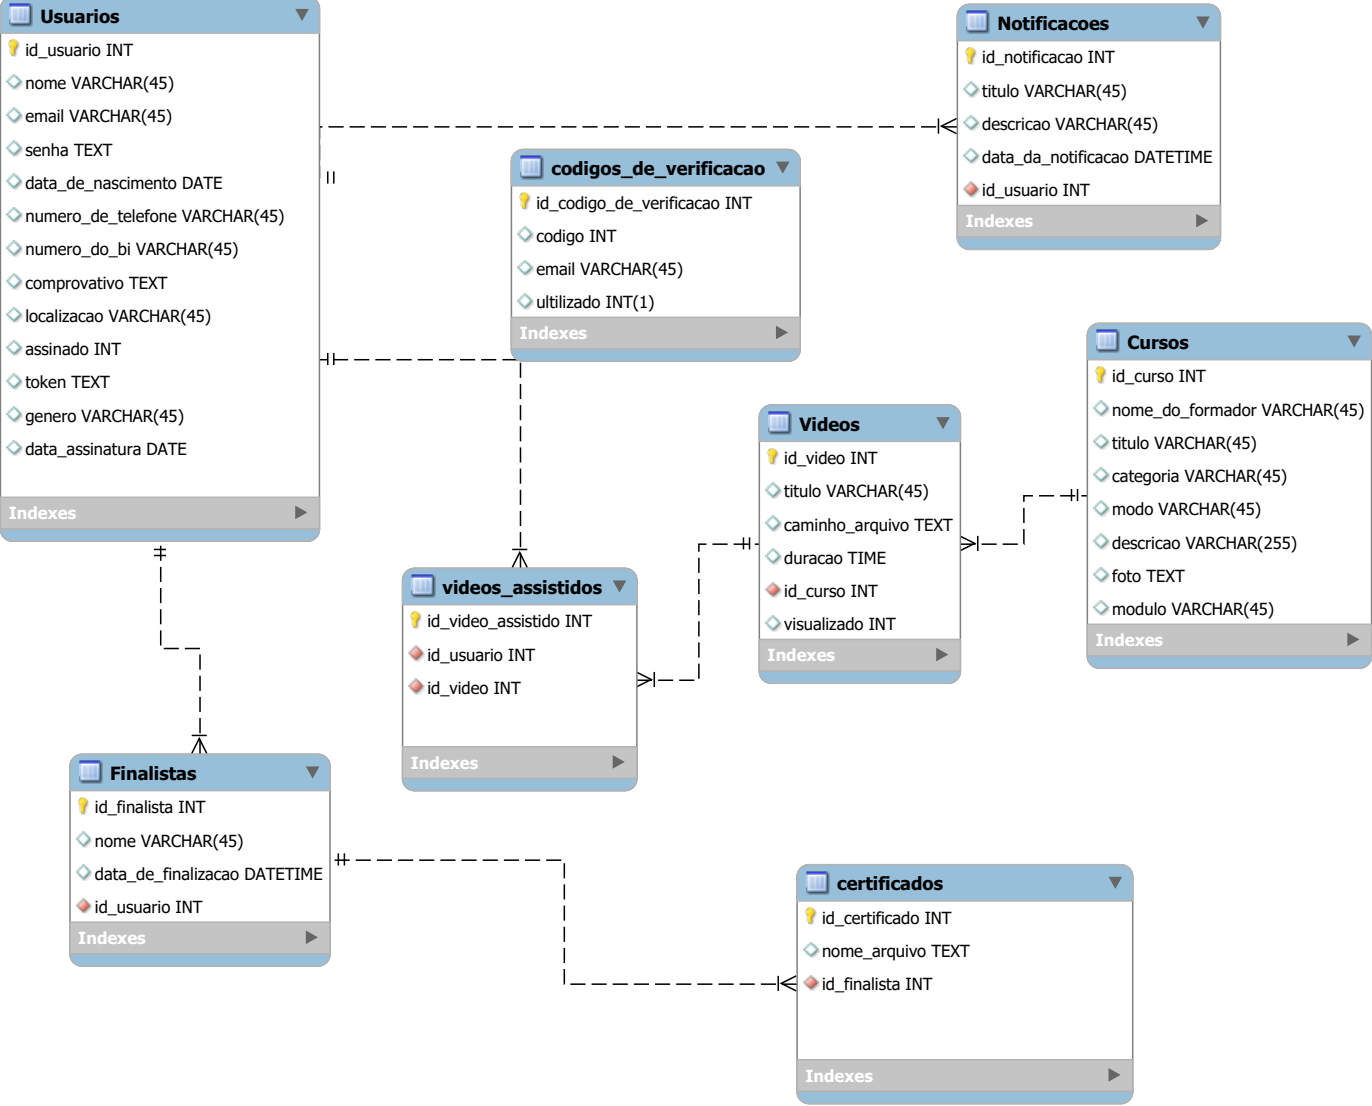 Usuarios
id_usuario INT
nome VARCHAR(45)
email VARCHAR(45)
senha TEXT
data_de_nascimento DATE
numero_de_telefone VARCHAR(45)
numero_do_bi VARCHAR(45)
comprovativo TEXT
localizacao VARCHAR(45)
assinado INT
token TEXT
genero VARCHAR(45)
data_assinatura DATE
Indexes
Notificacoes
id_notificacao INT
titulo VARCHAR(45)
descricao VARCHAR(45)
data_da_notificacao DATETIME
id_usuario INT
Indexes
codigos_de_verificacao
id_codigo_de_verificacao INT
codigo INT
email VARCHAR(45)
ultilizado INT(1)
Indexes
Cursos
id_curso INT
nome_do_formador VARCHAR(45)
titulo VARCHAR(45)
categoria VARCHAR(45)
modo VARCHAR(45)
descricao VARCHAR(255)
foto TEXT
modulo VARCHAR(45)
Indexes
Videos
id_video INT
titulo VARCHAR(45)
caminho_arquivo TEXT
duracao TIME
id_curso INT
visualizado INT
Indexes
videos_assistidos
id_video_assistido INT
id_usuario INT
id_video INT
Indexes
Finalistas
id_finalista INT
nome VARCHAR(45)
data_de_finalizacao DATETIME
id_usuario INT
Indexes
certificados
id_certificado INT
nome_arquivo TEXT
id_finalista INT
Indexes